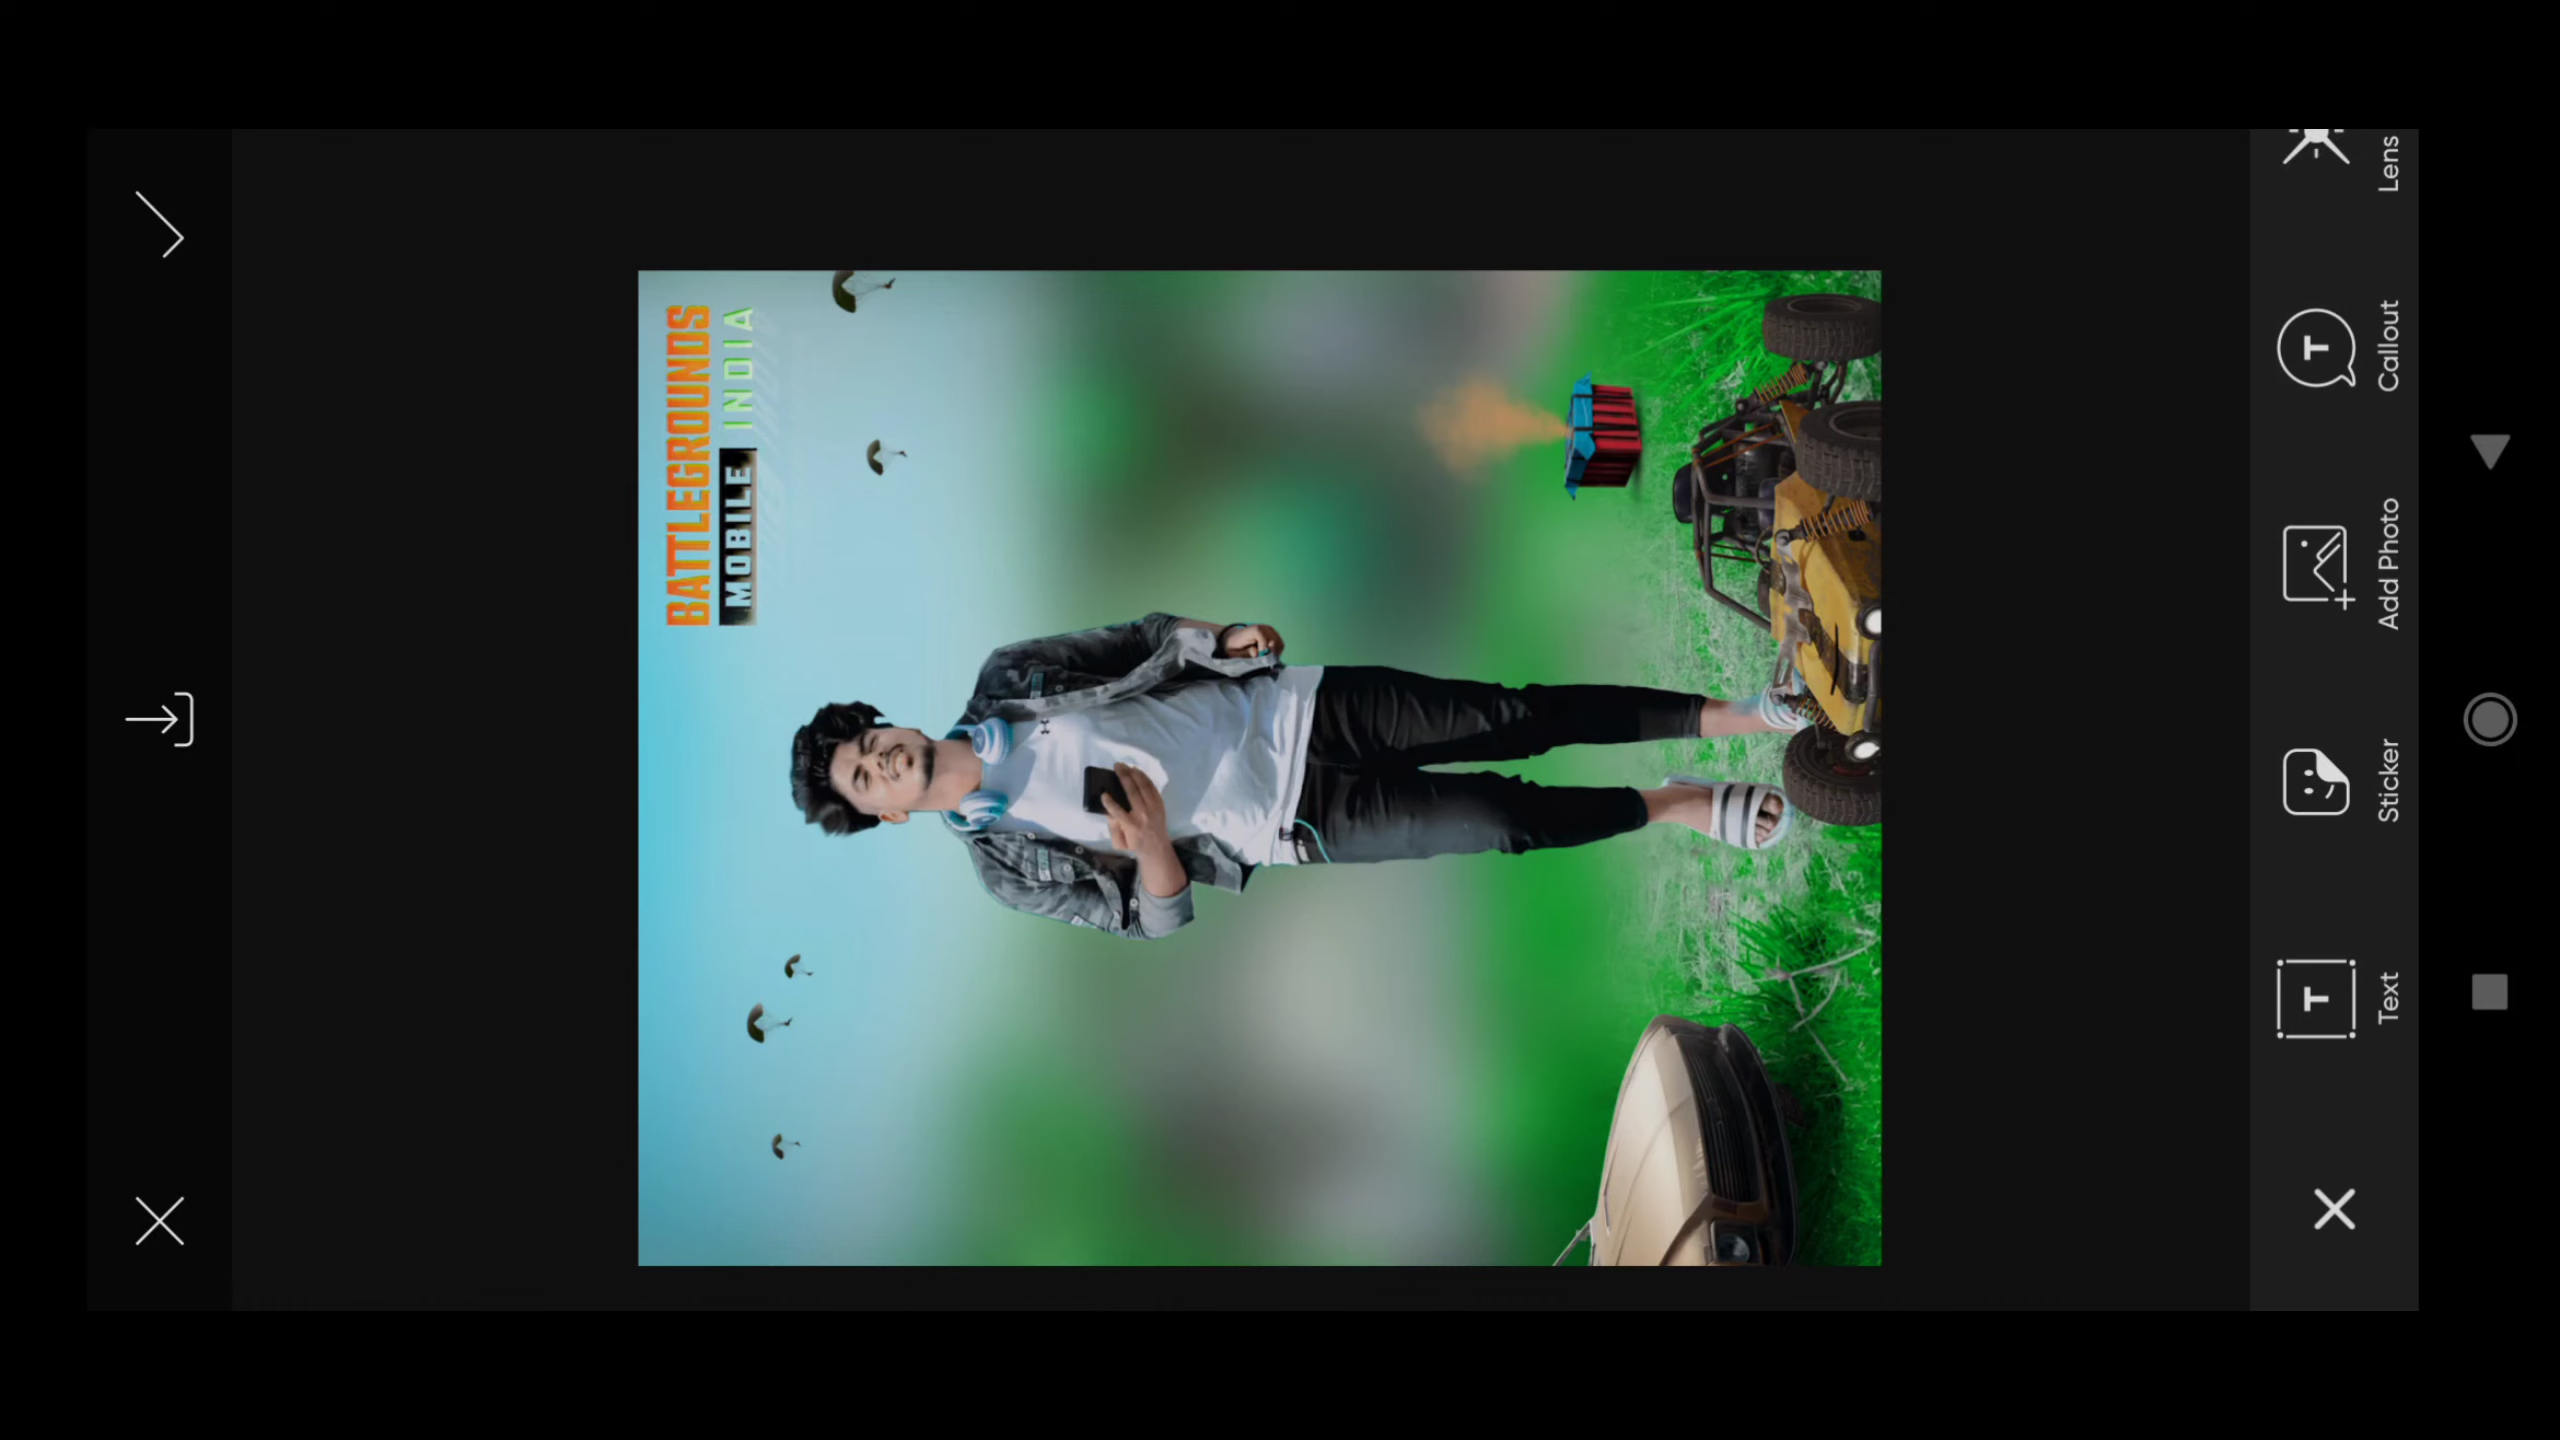 BATTLEGROUNDS
MOBILE INDIA
Text
Sticker
Add Photo
Callout
Lens